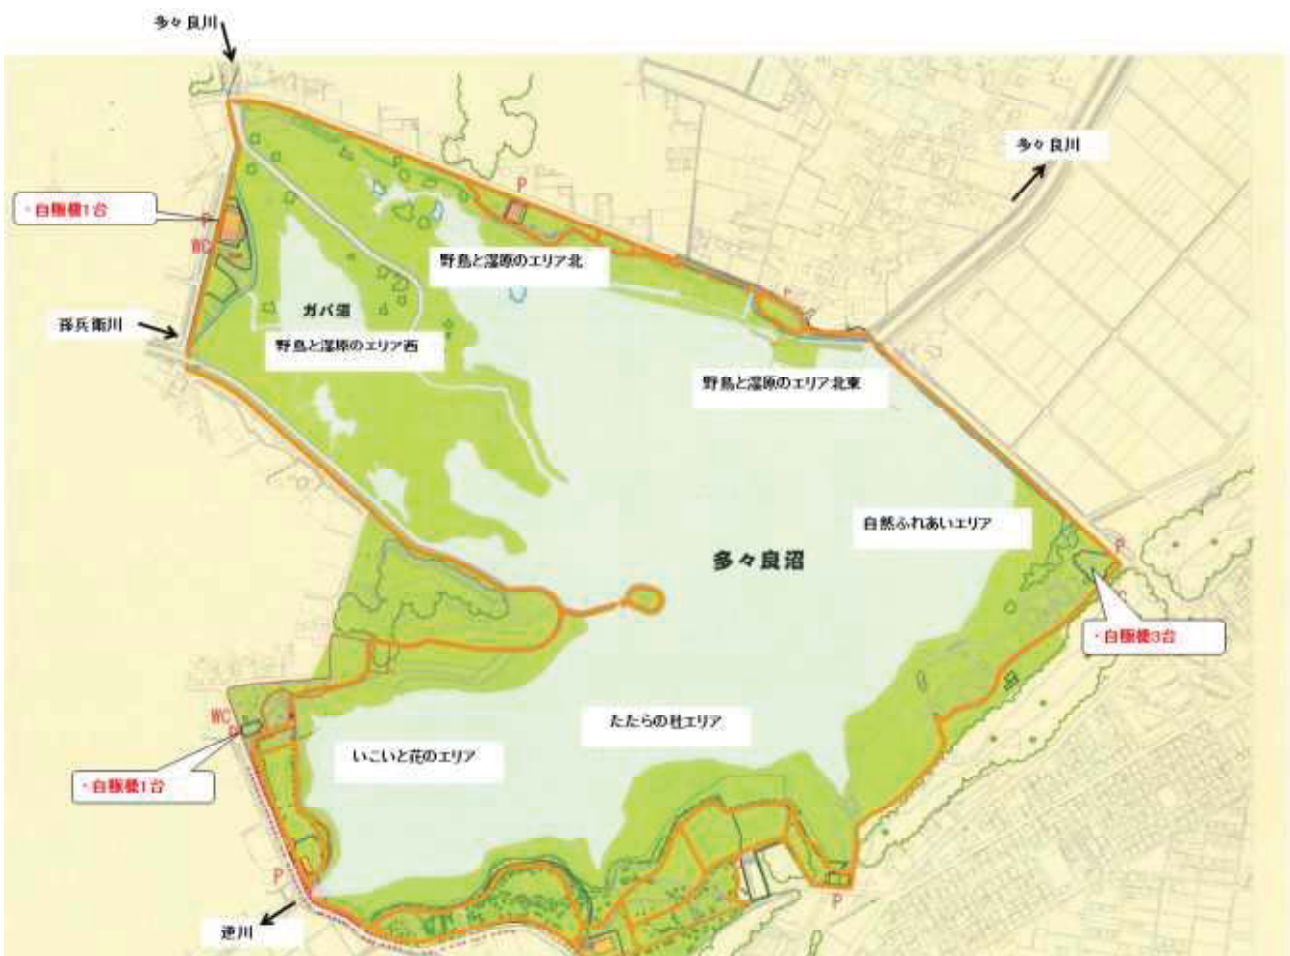 多々良川
多々良川
・自販機1台
P
P
WC
野鳥と湿原のエリア北
ガバ沼
孫兵衛川
野鳥と湿原のエリア西
P
野鳥と湿原のエリア北東
自然ふれあいエリア
多々良沼
P
・自販機3台
WC
P
たたらの杜エリア
いこいと花のエリア
・自販機1台
P
P
逆川